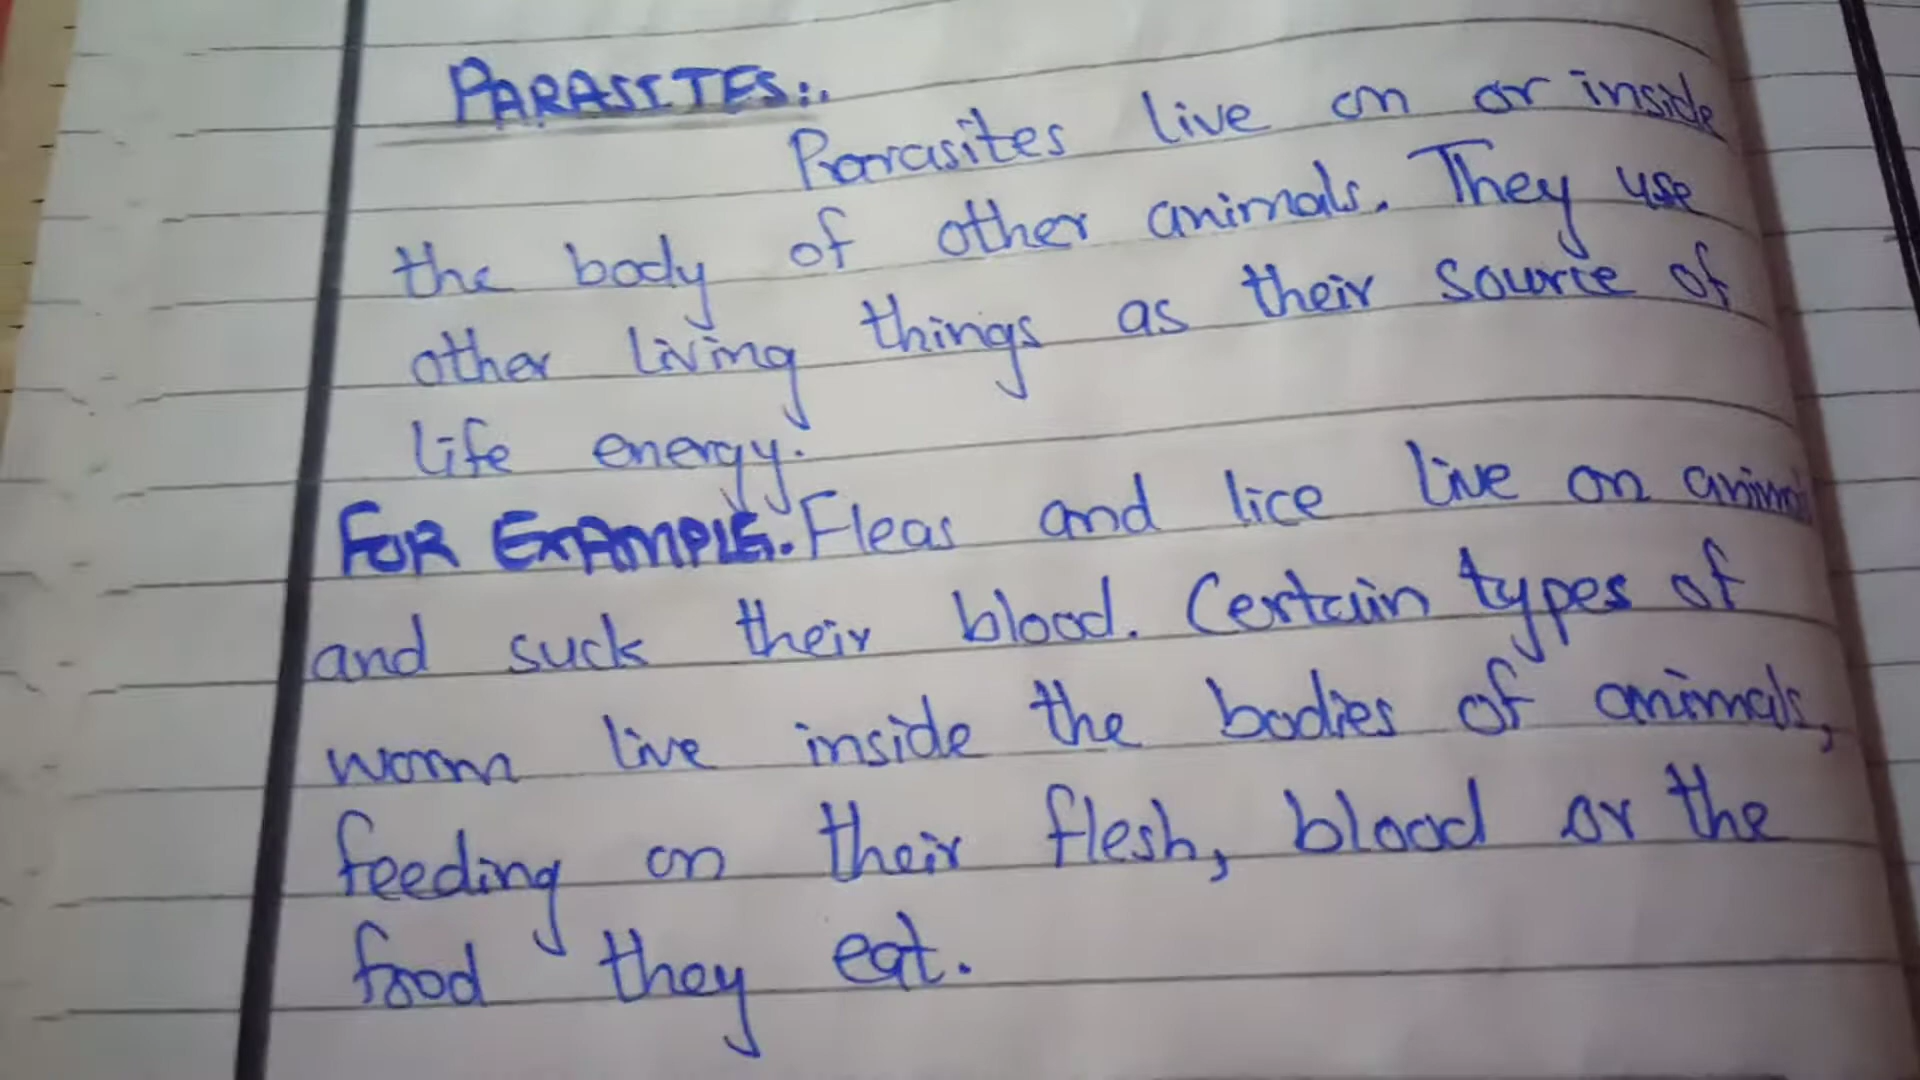 PARASITES:.
Parasites live on or inside
the body of other animals. They use
other living things as their source of
life energy.
FOR EXAMPLE. Fleas and lice live on animal
and suck their blood. Certain types of
worm live inside the bodies of animals,
feeding on their flesh, blood or the
food they eat.